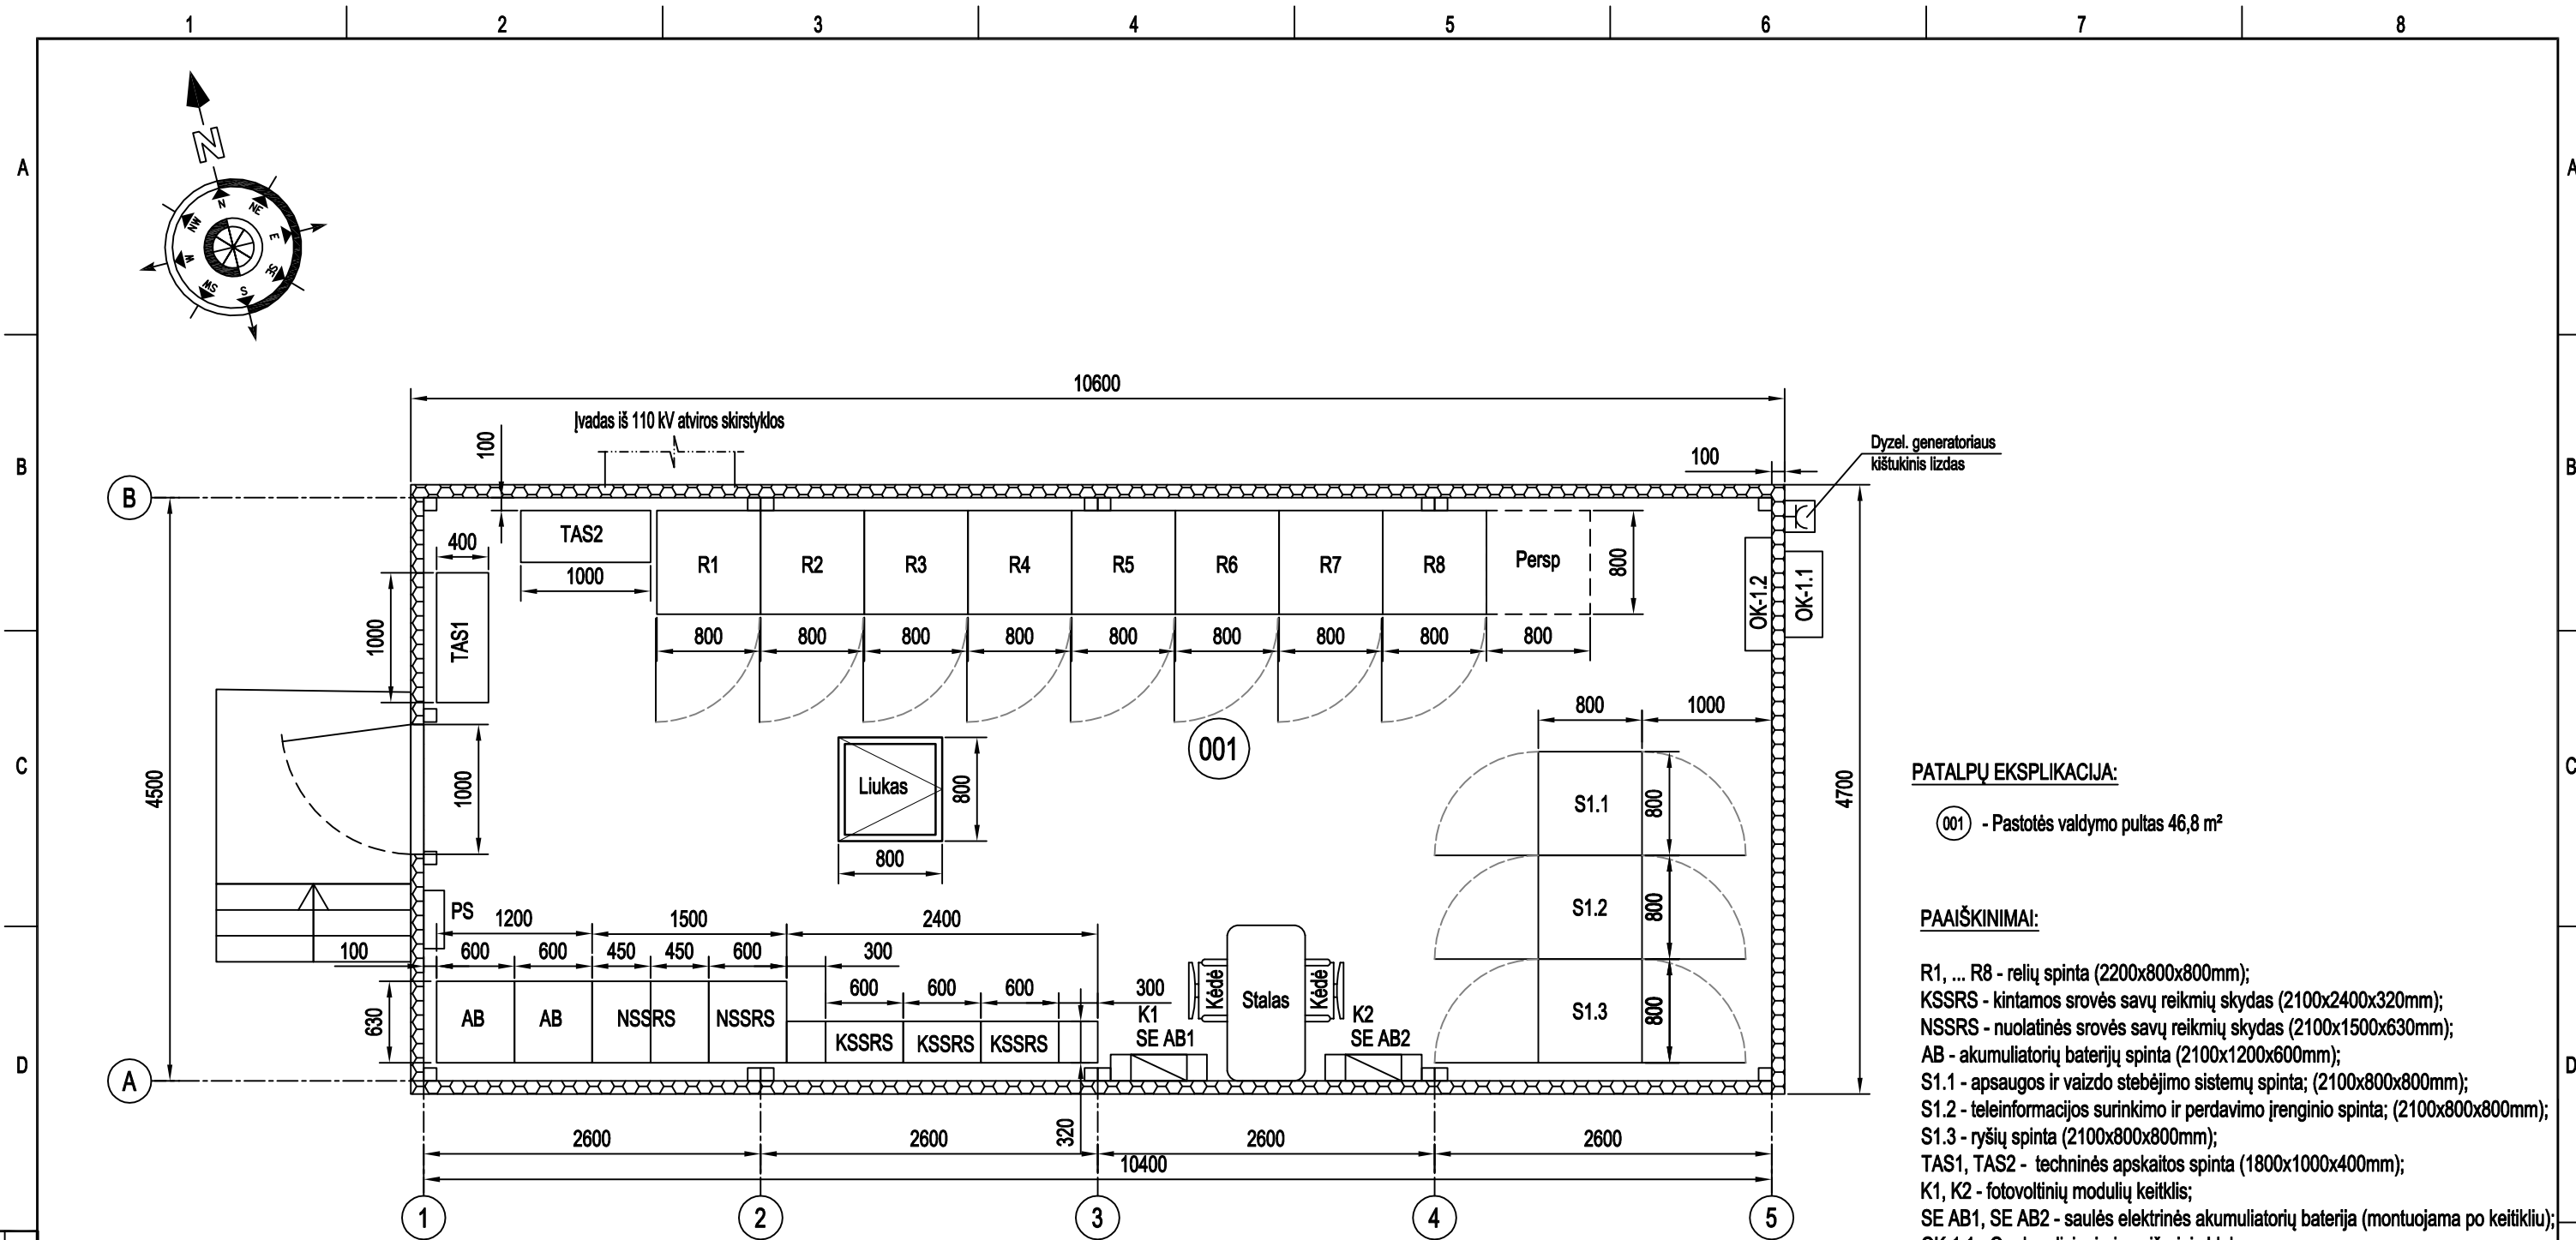 1 2 3 4 5 6 7 8
A A
N
N NE E SE S SW W NW
10600
Įvadas iš 110 kV atviros skirstyklos
100
Dyzel. generatoriaus
kištukinis lizdas
100
B B
B
TAS2
400
1000
R1 R2 R3 R4 R5 R6 R7 R8 Persp
800
OK-1.2
OK-1.1
1000
TAS1
800 800 800 800 800 800 800 800 800
800 1000
001
C C
4500
1000
Liukas
800
800
4700
S1.1
800
S1.2
800
S1.3
800
PATALPŲ EKSPLIKACIJA:
001 - Pastotės valdymo pultas 46,8 m²
PS
1200 1500 2400
100 600 600 450 450 600 300
600 600 600 300
630
AB AB NSSRS NSSRS
KSSRS KSSRS KSSRS
K1
SE AB1
Kėdė Stalas Kėdė
K2
SE AB2
D D
A
320
2600 2600 2600 2600
10400
1 2 3 4 5
PAAIŠKINIMAI:
R1, ... R8 - relių spinta (2200x800x800mm);
KSSRS - kintamos srovės savų reikmių skydas (2100x2400x320mm);
NSSRS - nuolatinės srovės savų reikmių skydas (2100x1500x630mm);
AB - akumuliatorių baterijų spinta (2100x1200x600mm);
S1.1 - apsaugos ir vaizdo stebėjimo sistemų spinta; (2100x800x800mm);
S1.2 - teleinformacijos surinkimo ir perdavimo įrenginio spinta; (2100x800x800mm);
S1.3 - ryšių spinta (2100x800x800mm);
TAS1, TAS2 - techninės apskaitos spinta (1800x1000x400mm);
K1, K2 - fotovoltinių modulių keitklis;
SE AB1, SE AB2 - saulės elektrinės akumuliatorių baterija (montuojama po keitikliu);